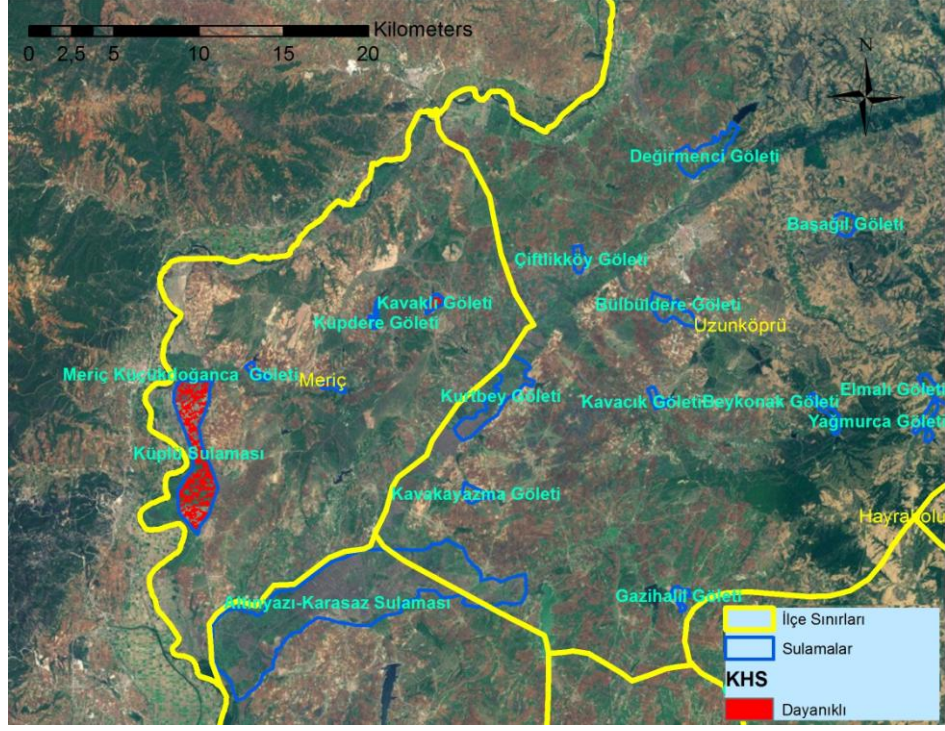 Kilometers
0 2,5 5 10 15 20
N
Değirmenci Göleti
Başağıl Göleti
Çiftlikköy Göleti
Kavaklı Göleti
Bülbüldere Göleti
Küpdere Göleti
Uzunköprü
Meriç Küçükdoğanca Göleti
Meriç
Kurtbey Göleti
Kavacık Göleti
Beykonak Göleti
Elmalı Göleti
Yağmurca Göleti
Küplü Sulaması
Kavakayazma Göleti
Hayrabolu
Altınyazı-Karasaz Sulaması
Gazihalil Göleti
İlçe Sınırları
Sulamalar
KHS
Dayanıklı